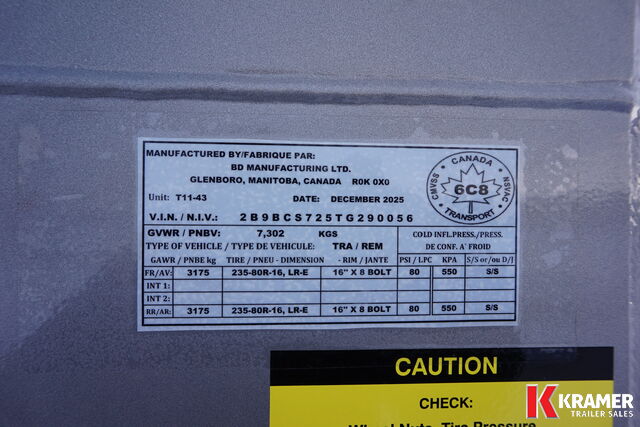 MANUFACTURED BY/FABRIQUE PAR:
BD MANUFACTURING LTD.
GLENBORO, MANITOBA, CANADA R0K 0X0
Unit: T11-43 DATE: DECEMBER 2025
V.I.N. / N.I.V.: 2B9BCS725TG290056
CANADA
CMVSS 6C8 NSVAC
TRANSPORT
GVWR / PNBV: 7,302 KGS
COLD INFL.PRESS./PRESS.
TYPE OF VEHICLE / TYPE DE VEHICULE: TRA / REM
DE CONF. A` FROID
GAWR / PNBE kg TIRE / PNEU - DIMENSION - RIM / JANTE PSI / LPC KPA S/S or/ou D/J
FR/AV: 3175 235-80R-16, LR-E 16" X 8 BOLT 80 550 S/S
INT 1:
INT 2:
RR/AR: 3175 235-80R-16, LR-E 16" X 8 BOLT 80 550 S/S
CAUTION
CHECK:
Wheel Nuts, Tire Pressure
K KRAMER
TRAILER SALES